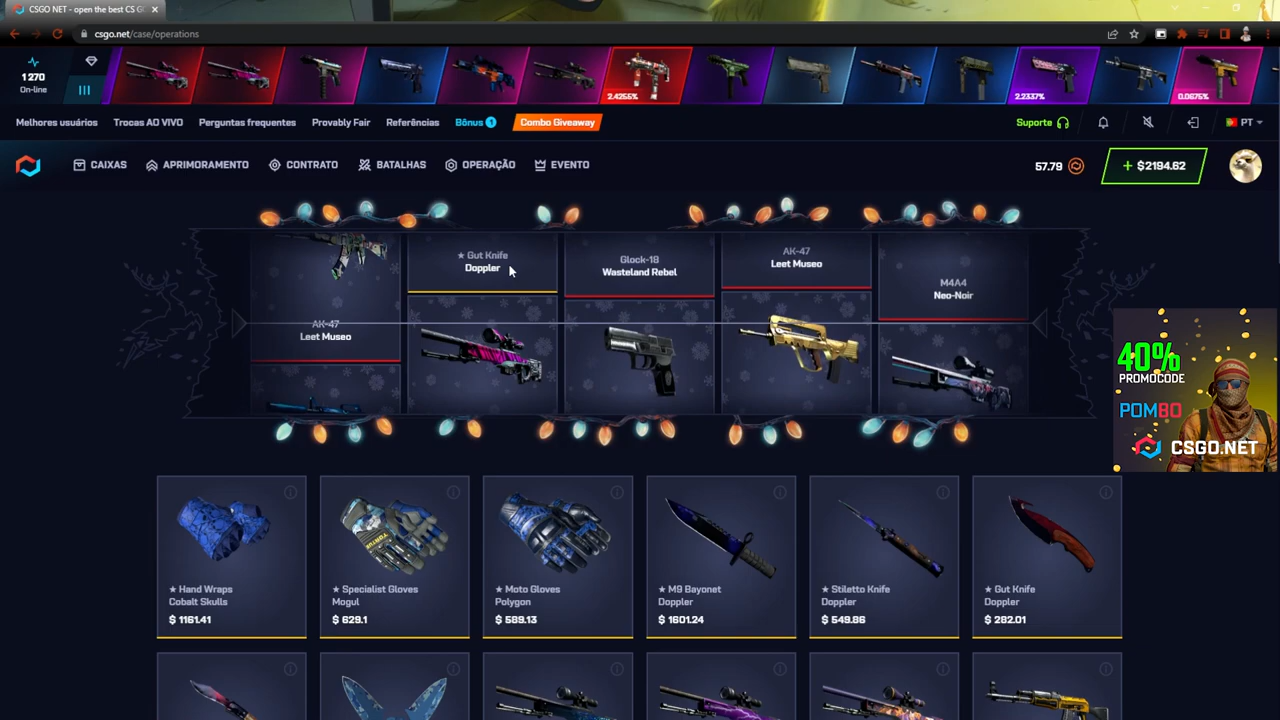 CSGO NET - open the best CS G
csgo.net/case/operations
1 270
On-line
2.4255%
2.2337%
0.0675%
Melhores usuários
Trocas AO VIVO
Perguntas frequentes
Provably Fair
Referências
Bônus 1
Combo Giveaway
Suporte
PT
CAIXAS
APRIMORAMENTO
CONTRATO
BATALHAS
OPERAÇÃO
EVENTO
57.79
+ $2194.62
AK-47
Leet Museo
★ Gut Knife
Doppler
Glock-18
Wasteland Rebel
AK-47
Leet Museo
M4A4
Neo-Noir
40%
PROMOCODE
POMBO
CSGO.NET
★ Hand Wraps
Cobalt Skulls
$ 1161.41
★ Specialist Gloves
Mogul
$ 629.1
★ Moto Gloves
Polygon
$ 589.13
★ M9 Bayonet
Doppler
$ 1601.24
★ Stiletto Knife
Doppler
$ 549.86
★ Gut Knife
Doppler
$ 282.01